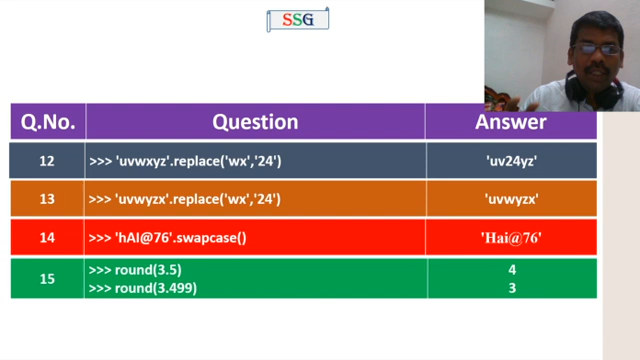 SSG
Q.No. Question Answer
12 >>> 'uvwxyz'.replace('wx','24') 'uv24yz'
13 >>> 'uvwyzx'.replace('wx','24') 'uvwyzx'
14 >>> 'hAI@76'.swapcase() 'Hai@76'
15 >>> round(3.5) 4
>>> round(3.499) 3